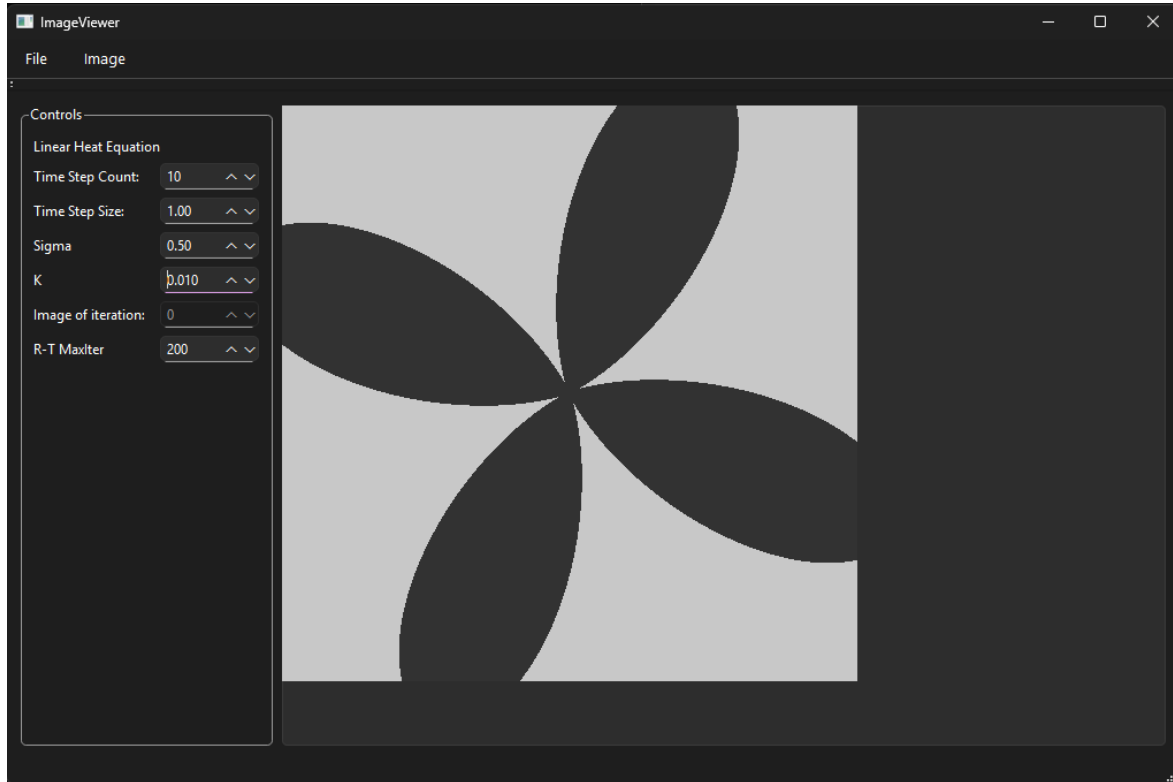 ImageViewer
File Image
Controls
Linear Heat Equation
Time Step Count: 10
Time Step Size: 1.00
Sigma 0.50
K 0.010
Image of iteration: 0
R-T MaxIter 200